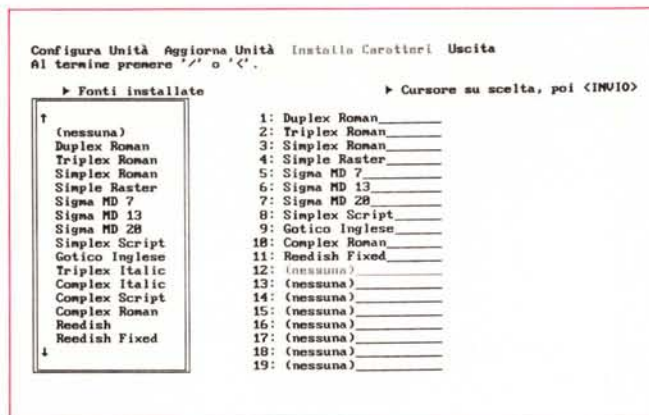 Configura Unità Aggiorna Unità Installa Caratteri Uscita
Al termine premere '/' o '<'.
► Fonti installate
► Cursore su scelta, poi <INVIO>
↑
(nessuna)
Duplex Roman
Triplex Roman
Simplex Roman
Simple Raster
Sigma MD 7
Sigma MD 13
Sigma MD 20
Simplex Script
Gotico Inglese
Triplex Italic
Complex Italic
Complex Script
Complex Roman
Reedish
Reedish Fixed
↓
1: Duplex Roman
2: Triplex Roman
3: Simplex Roman
4: Simple Raster
5: Sigma MD 7
6: Sigma MD 13
7: Sigma MD 20
8: Simplex Script
9: Gotico Inglese
10: Complex Roman
11: Reedish Fixed
12: (nessuna)
13: (nessuna)
14: (nessuna)
15: (nessuna)
16: (nessuna)
17: (nessuna)
18: (nessuna)
19: (nessuna)